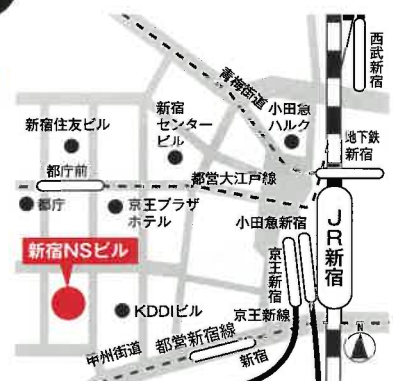 西武新宿
青梅街道
新宿
センター
ビル
小田急
ハルク
新宿住友ビル
地下鉄
新宿
都庁前
都営大江戸線
都庁
京王プラザ
ホテル
小田急新宿
JR新宿
新宿NSビル
京王新宿
KDDIビル
京王新線
甲州街道
都営新宿線
新宿
N